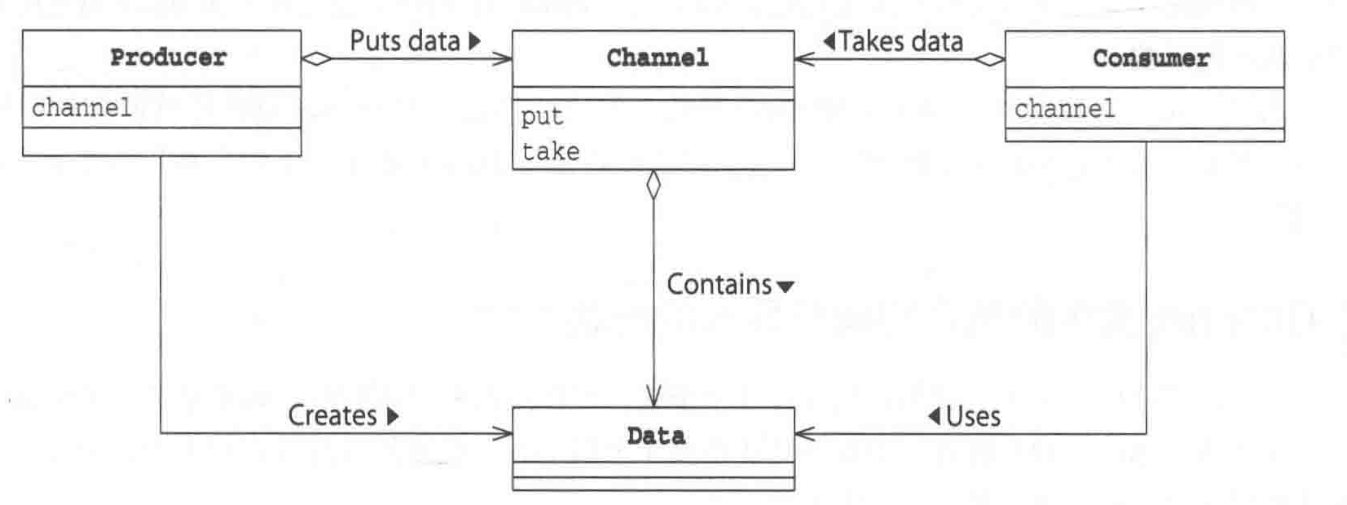 Producer
channel
Puts data ▶
Channel
put
take
◀Takes data
Consumer
channel
Contains▼
Creates ▶
Data
◀Uses